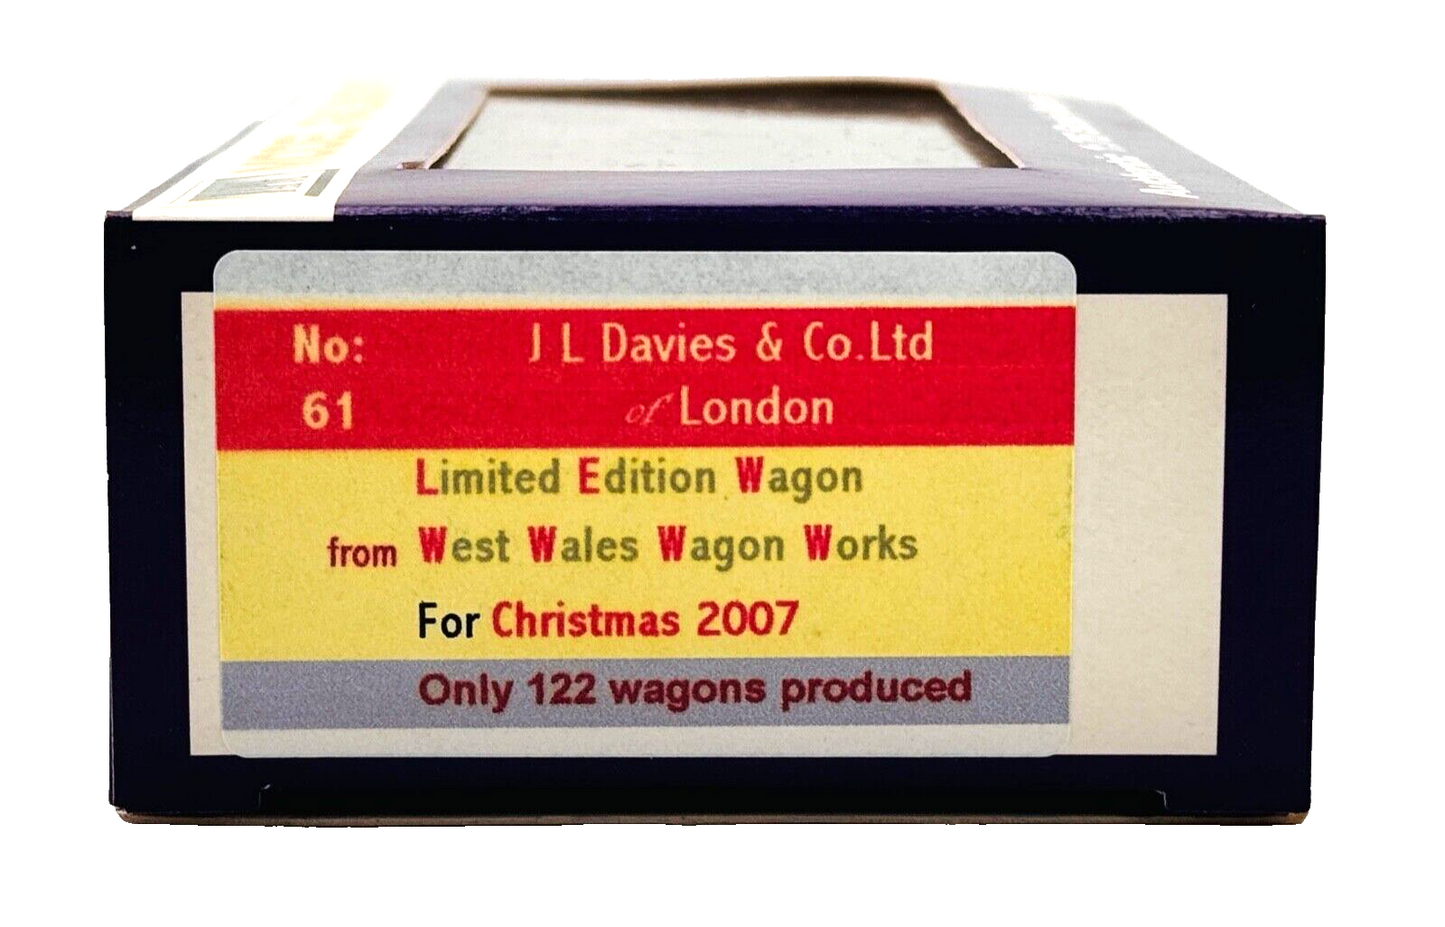 No: J L Davies & Co.Ltd
61 of London
Limited Edition Wagon
from West Wales Wagon Works
For Christmas 2007
Only 122 wagons produced